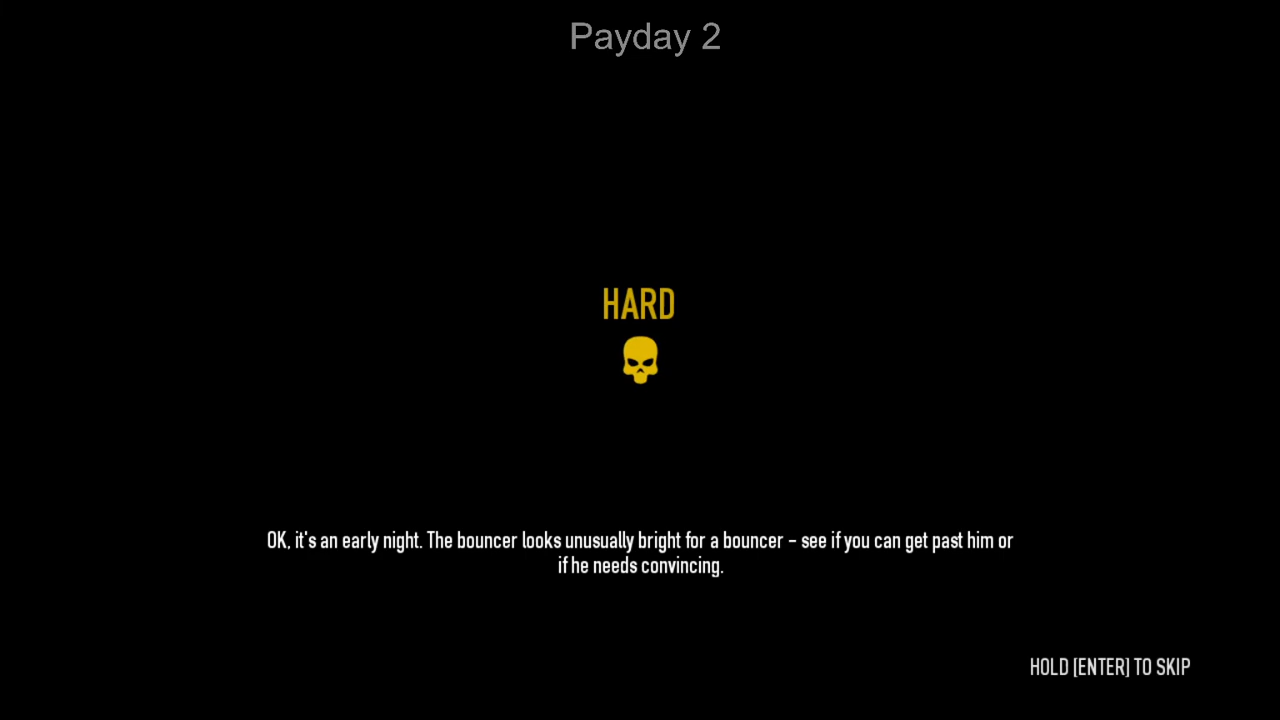 Payday 2
HARD
OK, it's an early night. The bouncer looks unusually bright for a bouncer - see if you can get past him or
if he needs convincing.
HOLD [ENTER] TO SKIP